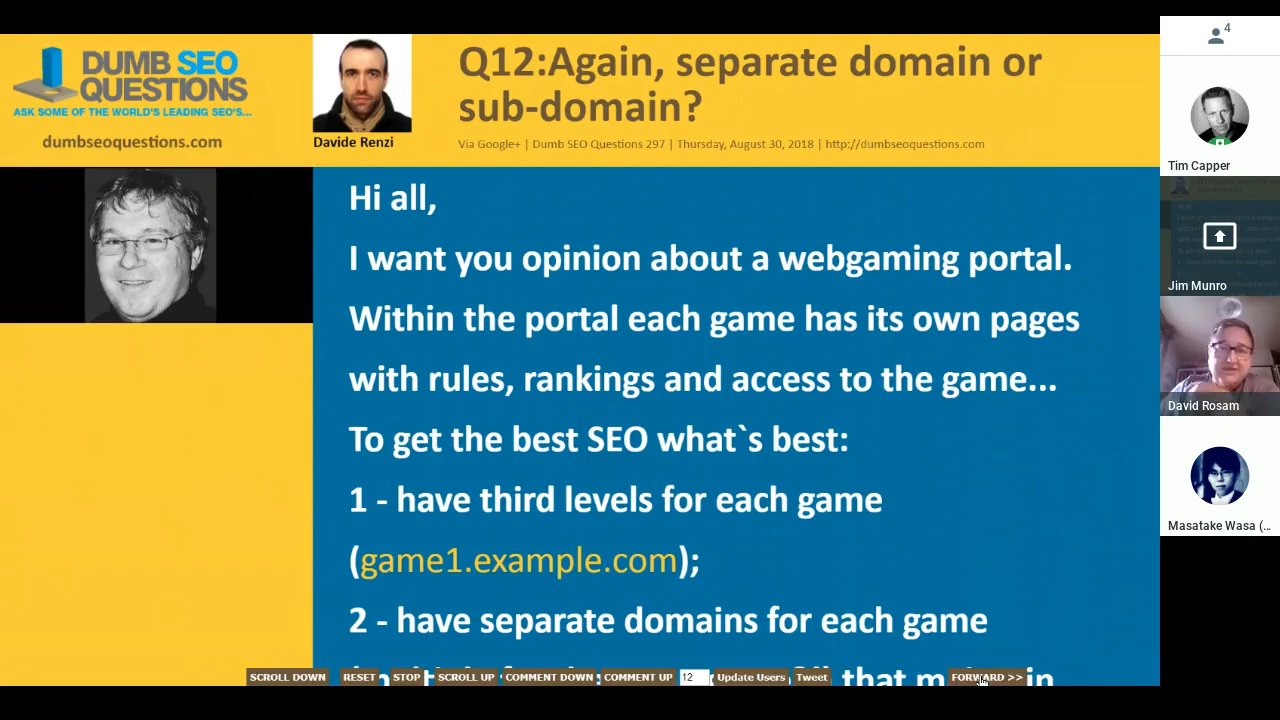 DUMB SEO
QUESTIONS
ASK SOME OF THE WORLD'S LEADING SEO'S...
dumbseoquestions.com
Davide Renzi
Q12:Again, separate domain or
sub-domain?
Via Google+ | Dumb SEO Questions 297 | Thursday, August 30, 2018 | http://dumbseoquestions.com
Hi all,
I want you opinion about a webgaming portal.
Within the portal each game has its own pages
with rules, rankings and access to the game...
To get the best SEO what`s best:
1 - have third levels for each game
(game1.example.com);
2 - have separate domains for each game
that
SCROLL DOWN RESET STOP SCROLL UP COMMENT DOWN COMMENT UP 12 Update Users Tweet FORWARD >>
4
Tim Capper
Jim Munro
David Rosam
Masatake Wasa (...